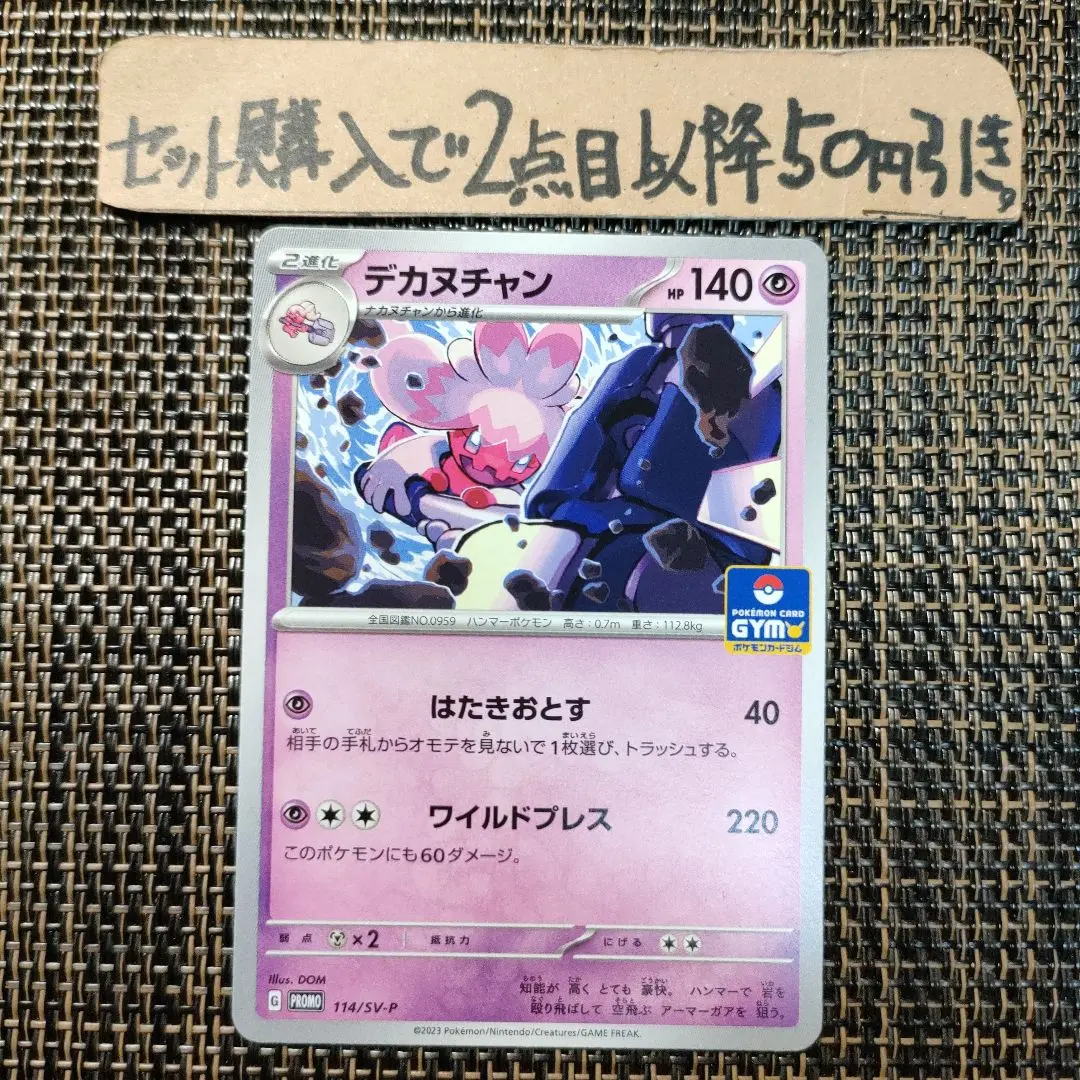 セット購入で2点目以降50円引き。
2進化
デカヌチャン
HP 140
ナカヌチャンから進化
全国図鑑NO.0959 ハンマーポケモン 高さ:0.7m 重さ:112.8kg
POKÉMON CARD
GYM
ポケモンカードジム
はたきおとす 40
相手の手札からオモテを見ないで1枚選び、トラッシュする。
ワイルドプレス 220
このポケモンにも60ダメージ。
弱点 ×2 抵抗力 にげる
Illus. DOM
G PROMO 114/SV-P
知能が 高く とても 豪快。 ハンマーで 岩を
殴り飛ばして 空飛ぶ アーマーガアを 狙う。
©2023 Pokémon/Nintendo/Creatures/GAME FREAK.